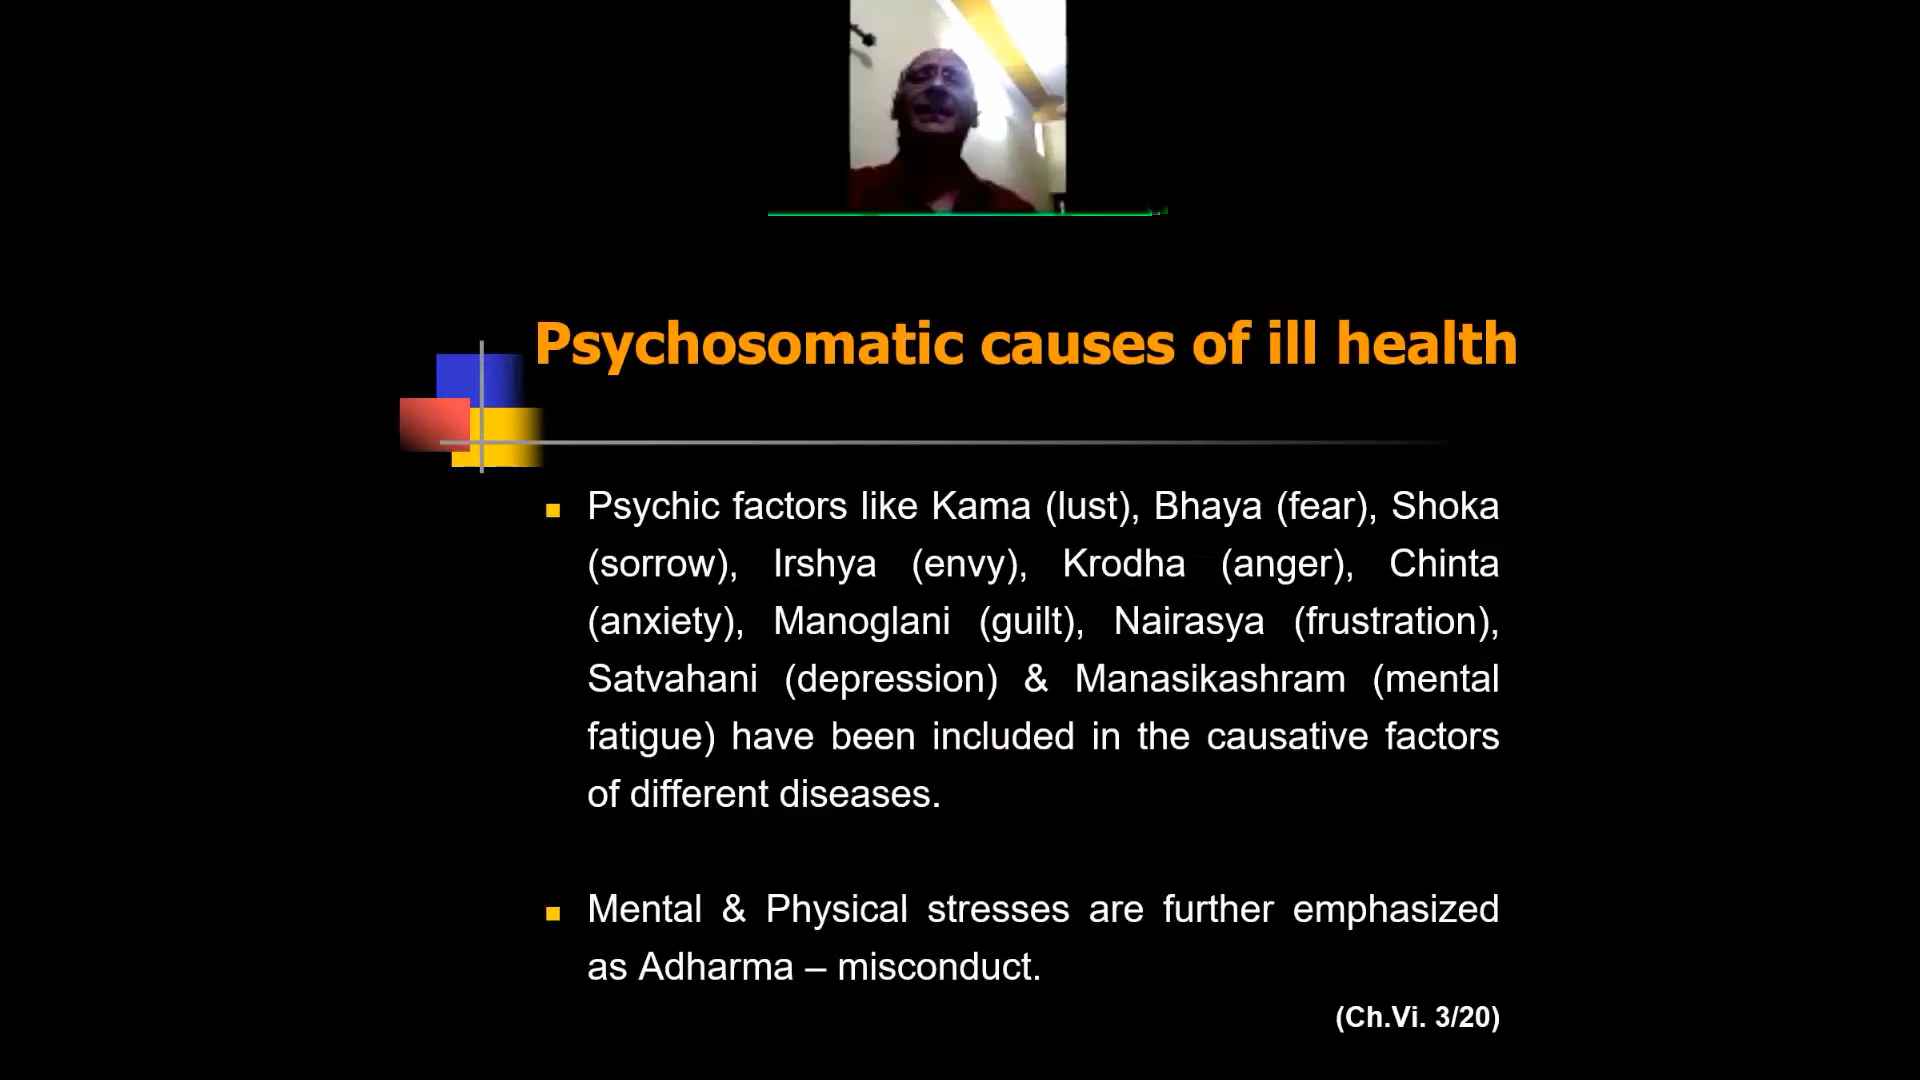 Psychosomatic causes of ill health
Psychic factors like Kama (lust), Bhaya (fear), Shoka
(sorrow), Irshya (envy), Krodha (anger), Chinta
(anxiety), Manoglani (guilt), Nairasya (frustration),
Satvahani (depression) & Manasikashram (mental
fatigue) have been included in the causative factors
of different diseases.
Mental & Physical stresses are further emphasized
as Adharma – misconduct.
(Ch.Vi. 3/20)